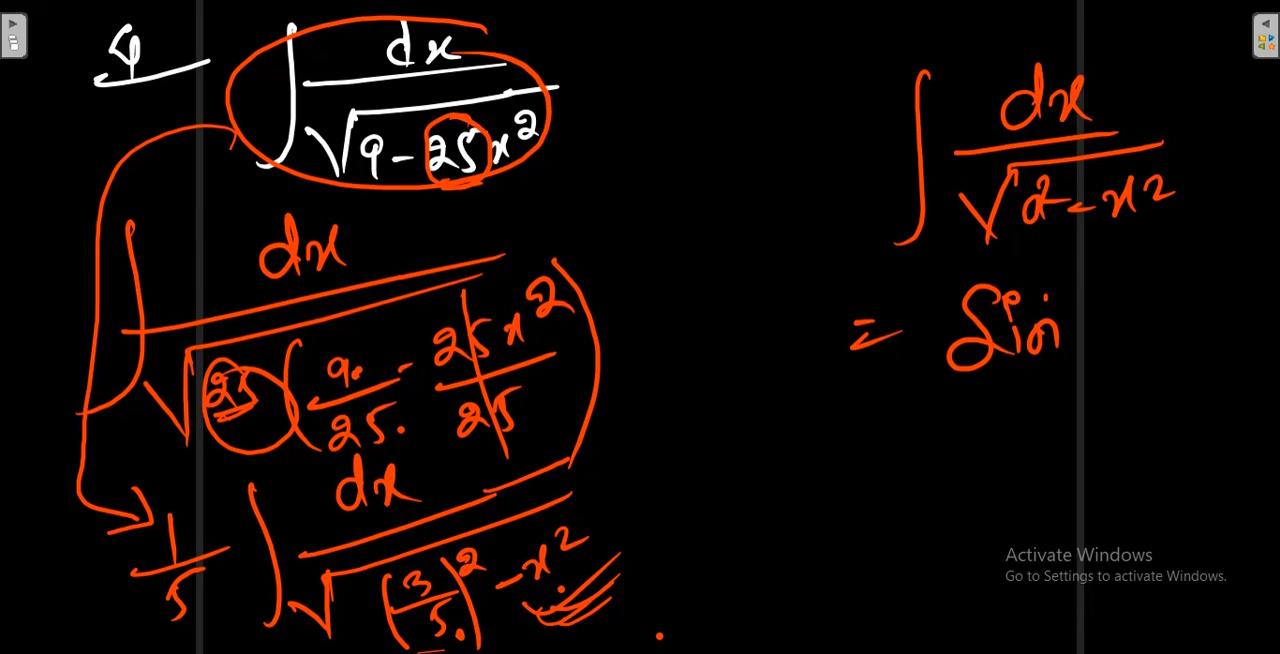 Q ∫ dx / √(9 - 25x²)
∫ dx / √(25 (9/25 - 25x²/25))
1/5 ∫ dx / √((3/5)² - x²)
∫ dx / √(a² - x²)
= Sin
Activate Windows
Go to Settings to activate Windows.